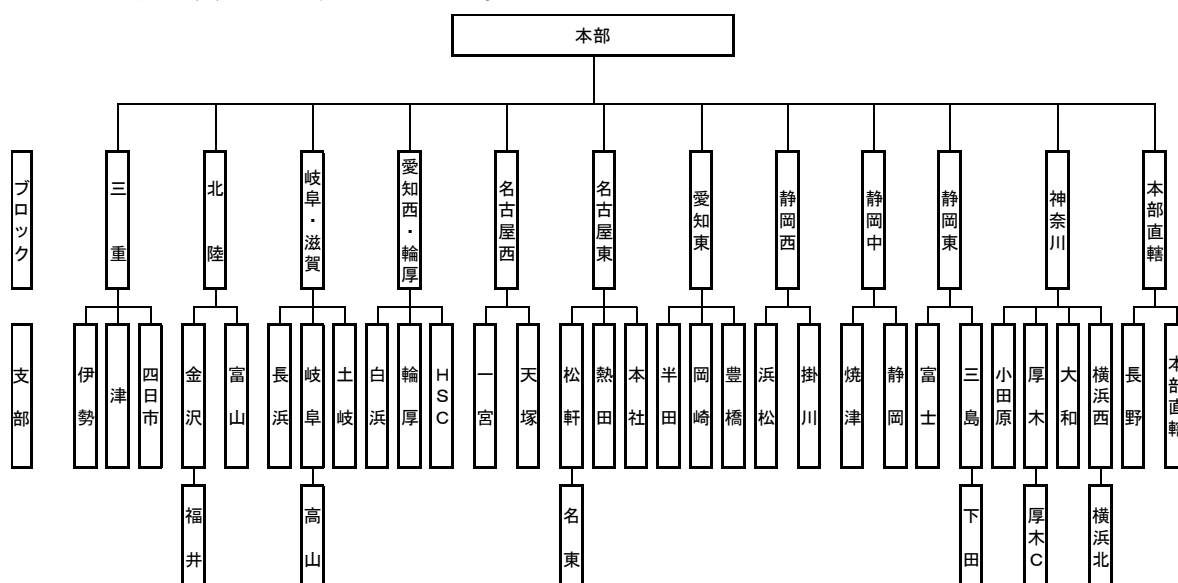 本部
ブロック
三重
北陸
岐阜・滋賀
愛知西・輪厚
名古屋西
名古屋東
愛知東
静岡西
静岡中
静岡東
神奈川
本部直轄
支部
伊勢
津
四日市
金沢
富山
長浜
岐阜
土岐
白浜
輪厚
HSC
一宮
天塚
松軒
熱田
本社
半田
岡崎
豊橋
浜松
掛川
焼津
静岡
富士
三島
小田原
厚木
大和
横浜西
長野
本部直轄
福井
高山
名東
下田
厚木C
横浜北